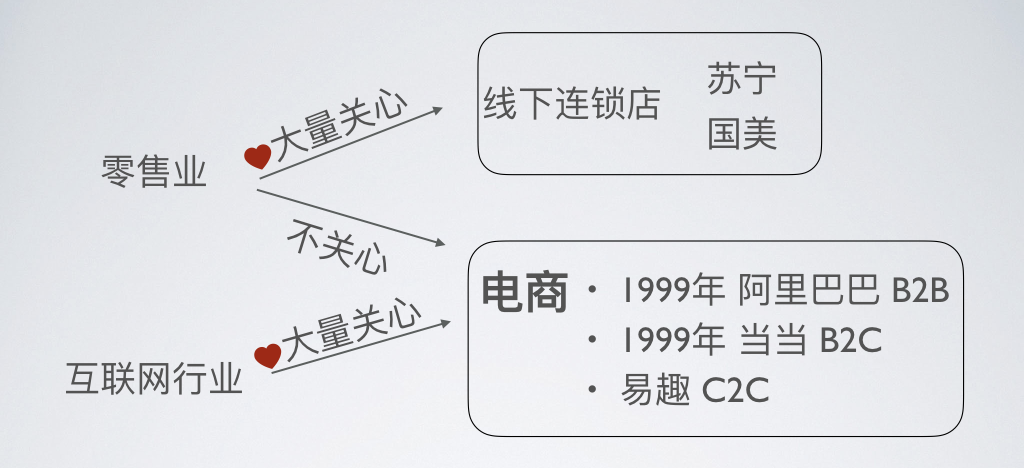 零售业
大量关心
线下连锁店
苏宁
国美
不关心
互联网行业
大量关心
电商
• 1999年 阿里巴巴 B2B
• 1999年 当当 B2C
• 易趣 C2C